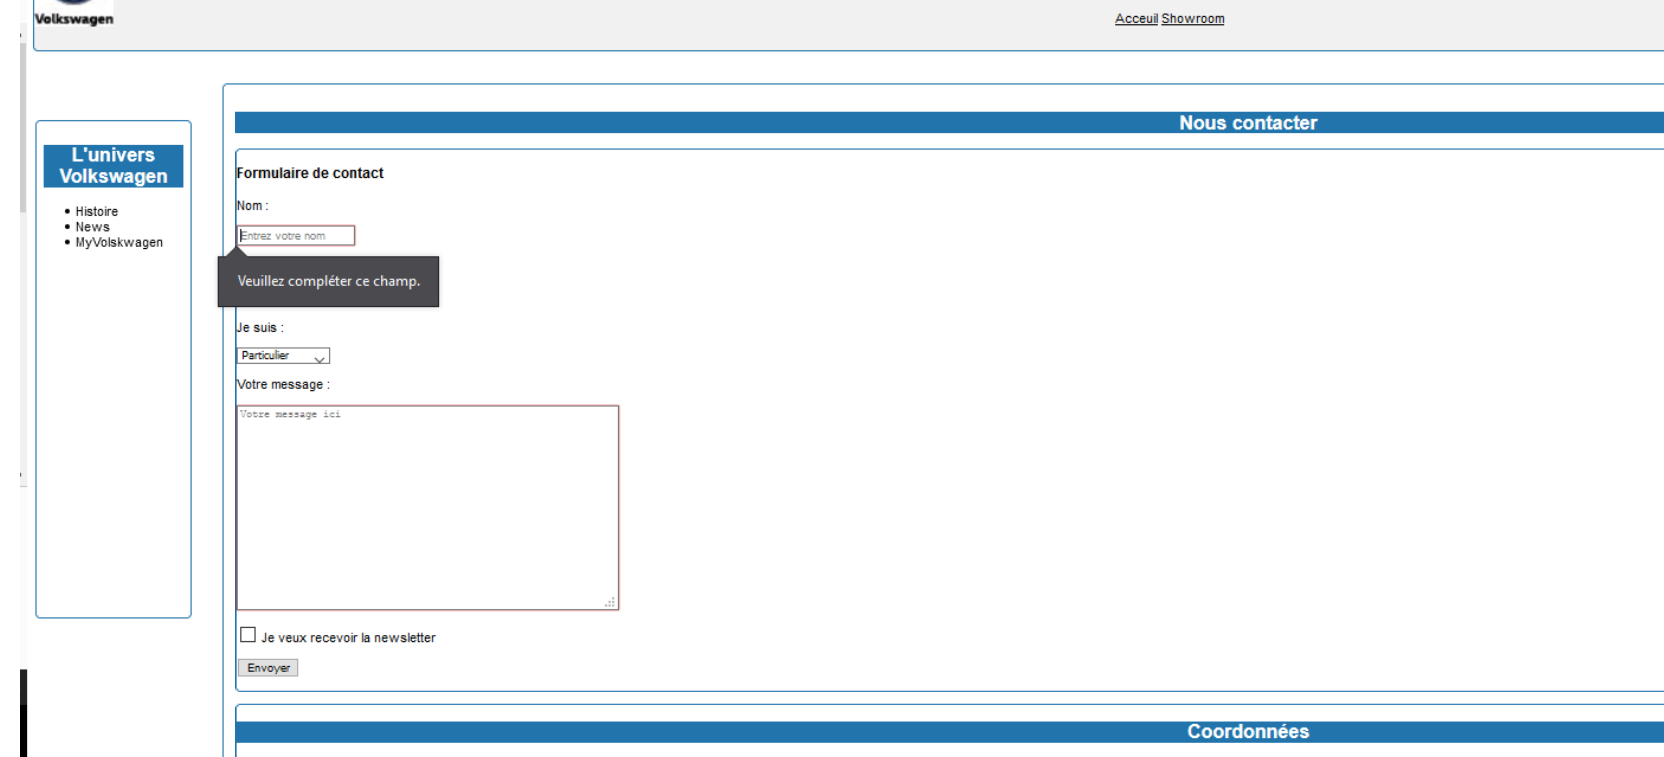 Volkswagen
Acceuil Showroom
Nous contacter
L'univers
Volkswagen
Histoire
News
MyVolskwagen
Formulaire de contact
Nom :
Entrez votre nom
Veuillez compléter ce champ.
Je suis :
Particulier
Votre message :
Votre message ici
Je veux recevoir la newsletter
Envoyer
Coordonnées